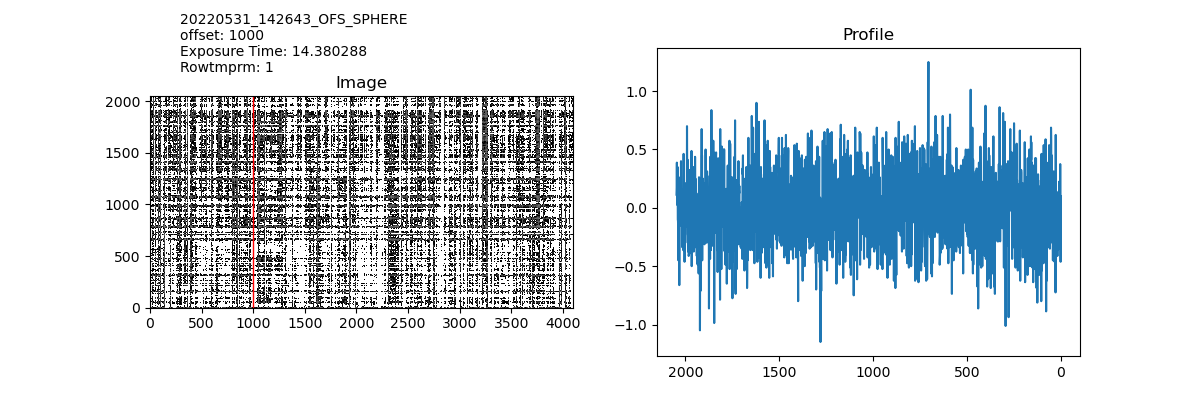 20220531_142643_OFS_SPHERE
offset: 1000
Exposure Time: 14.380288
Rowtmprm: 1
Image
2000
1500
1000
500
0
0 500 1000 1500 2000 2500 3000 3500 4000
Profile
1.0
0.5
0.0
−0.5
−1.0
2000 1500 1000 500 0